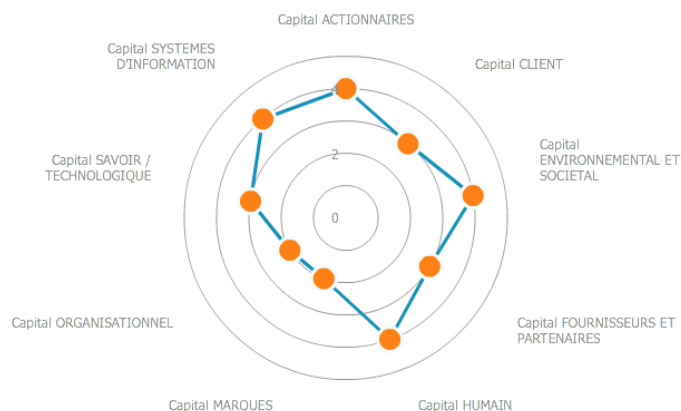 Capital ACTIONNAIRES
Capital SYSTEMES
D'INFORMATION
Capital CLIENT
4
Capital
ENVIRONNEMENTAL ET
SOCIETAL
Capital SAVOIR /
TECHNOLOGIQUE
2
0
Capital ORGANISATIONNEL
Capital FOURNISSEURS ET
PARTENAIRES
Capital MARQUES
Capital HUMAIN